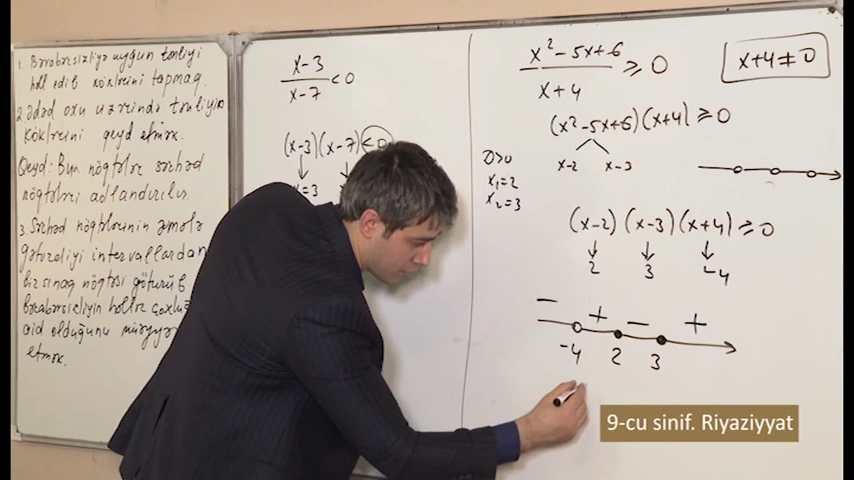 1. Bərabərsizliyə uyğun tənliyi
həll edib köklərini tapmaq.
2. Ədəd oxu üzərində tənliyin
köklərini qeyd etmək.
Qeyd: Bu nöqtələr sərhəd
nöqtələri adlandırılır.
3. Sərhəd nöqtələrinin əmələ
gətirdiyi intervallardan
bir sınaq nöqtəsi götürüb
bərabərsizliyin həllər
aid olduğunu
etmək.
x-3
x-7 <0
(x-3)(x-7)<0
x=3
x²-5x+6
x+4 ⩾ 0
x+4≠0
(x²-5x+6)(x+4) ⩾ 0
D>0
x-2 x-3
x₁=2
x₂=3
(x-2) (x-3)(x+4) ⩾ 0
2 3 -4
- + - +
-4 2 3
9-cu sinif. Riyaziyyat